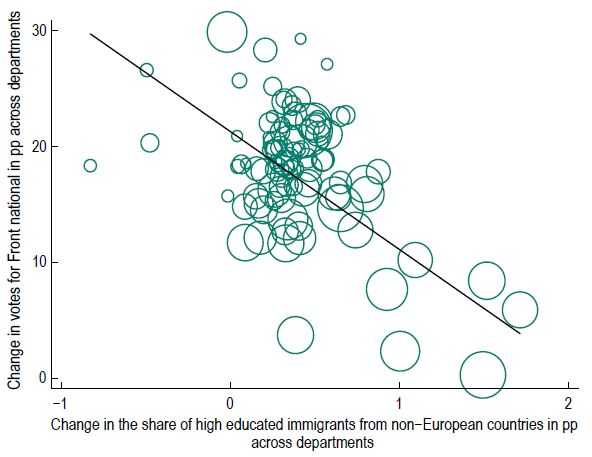 Change in votes for Front national in pp across departments
30
20
10
0
−1
0
1
2
Change in the share of high educated immigrants from non−European countries in pp
across departments